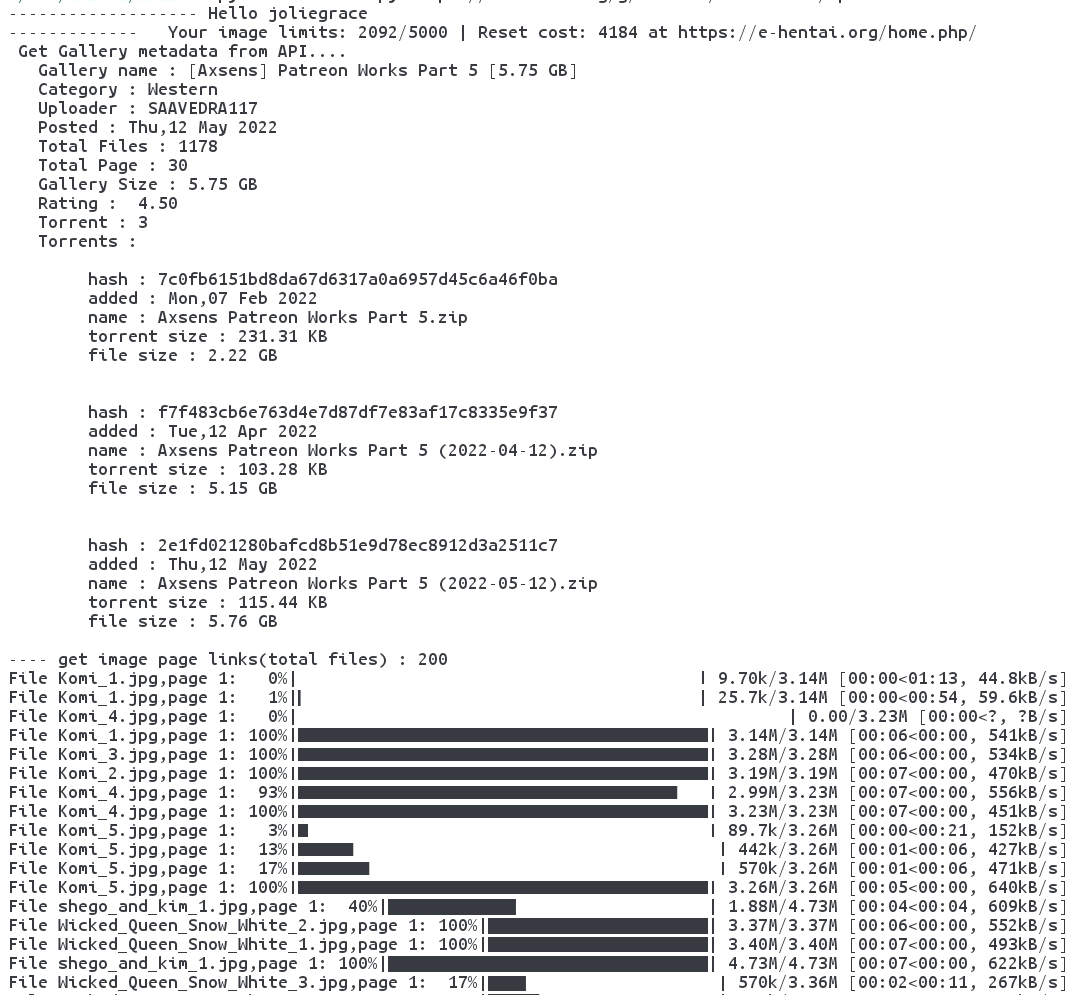 ------------------- Hello joliegrace
-------------   Your image limits: 2092/5000 | Reset cost: 4184 at https://e-hentai.org/home.php/
Get Gallery metadata from API....
Gallery name : [Axsens] Patreon Works Part 5 [5.75 GB]
Category : Western
Uploader : SAAVEDRA117
Posted : Thu,12 May 2022
Total Files : 1178
Total Page : 30
Gallery Size : 5.75 GB
Rating :  4.50
Torrent : 3
Torrents :
hash : 7c0fb6151bd8da67d6317a0a6957d45c6a46f0ba
added : Mon,07 Feb 2022
name : Axsens Patreon Works Part 5.zip
torrent size : 231.31 KB
file size : 2.22 GB
hash : f7f483cb6e763d4e7d87df7e83af17c8335e9f37
added : Tue,12 Apr 2022
name : Axsens Patreon Works Part 5 (2022-04-12).zip
torrent size : 103.28 KB
file size : 5.15 GB
hash : 2e1fd021280bafcd8b51e9d78ec8912d3a2511c7
added : Thu,12 May 2022
name : Axsens Patreon Works Part 5 (2022-05-12).zip
torrent size : 115.44 KB
file size : 5.76 GB
---- get image page links(total files) : 200
File Komi_1.jpg,page 1:   0%| | 9.70k/3.14M [00:00<01:13, 44.8kB/s]
File Komi_1.jpg,page 1:   1%| | 25.7k/3.14M [00:00<00:54, 59.6kB/s]
File Komi_4.jpg,page 1:   0%| | 0.00/3.23M [00:00<?, ?B/s]
File Komi_1.jpg,page 1: 100%| | 3.14M/3.14M [00:06<00:00, 541kB/s]
File Komi_3.jpg,page 1: 100%| | 3.28M/3.28M [00:06<00:00, 534kB/s]
File Komi_2.jpg,page 1: 100%| | 3.19M/3.19M [00:07<00:00, 470kB/s]
File Komi_4.jpg,page 1:  93%| | 2.99M/3.23M [00:07<00:00, 556kB/s]
File Komi_4.jpg,page 1: 100%| | 3.23M/3.23M [00:07<00:00, 451kB/s]
File Komi_5.jpg,page 1:   3%| | 89.7k/3.26M [00:00<00:21, 152kB/s]
File Komi_5.jpg,page 1:  13%| | 442k/3.26M [00:01<00:06, 427kB/s]
File Komi_5.jpg,page 1:  17%| | 570k/3.26M [00:01<00:06, 471kB/s]
File Komi_5.jpg,page 1: 100%| | 3.26M/3.26M [00:05<00:00, 640kB/s]
File shego_and_kim_1.jpg,page 1:  40%| | 1.88M/4.73M [00:04<00:04, 609kB/s]
File Wicked_Queen_Snow_White_2.jpg,page 1: 100%| | 3.37M/3.37M [00:06<00:00, 552kB/s]
File Wicked_Queen_Snow_White_1.jpg,page 1: 100%| | 3.40M/3.40M [00:07<00:00, 493kB/s]
File shego_and_kim_1.jpg,page 1: 100%| | 4.73M/4.73M [00:07<00:00, 622kB/s]
File Wicked_Queen_Snow_White_3.jpg,page 1:  17%| | 570k/3.36M [00:02<00:11, 267kB/s]